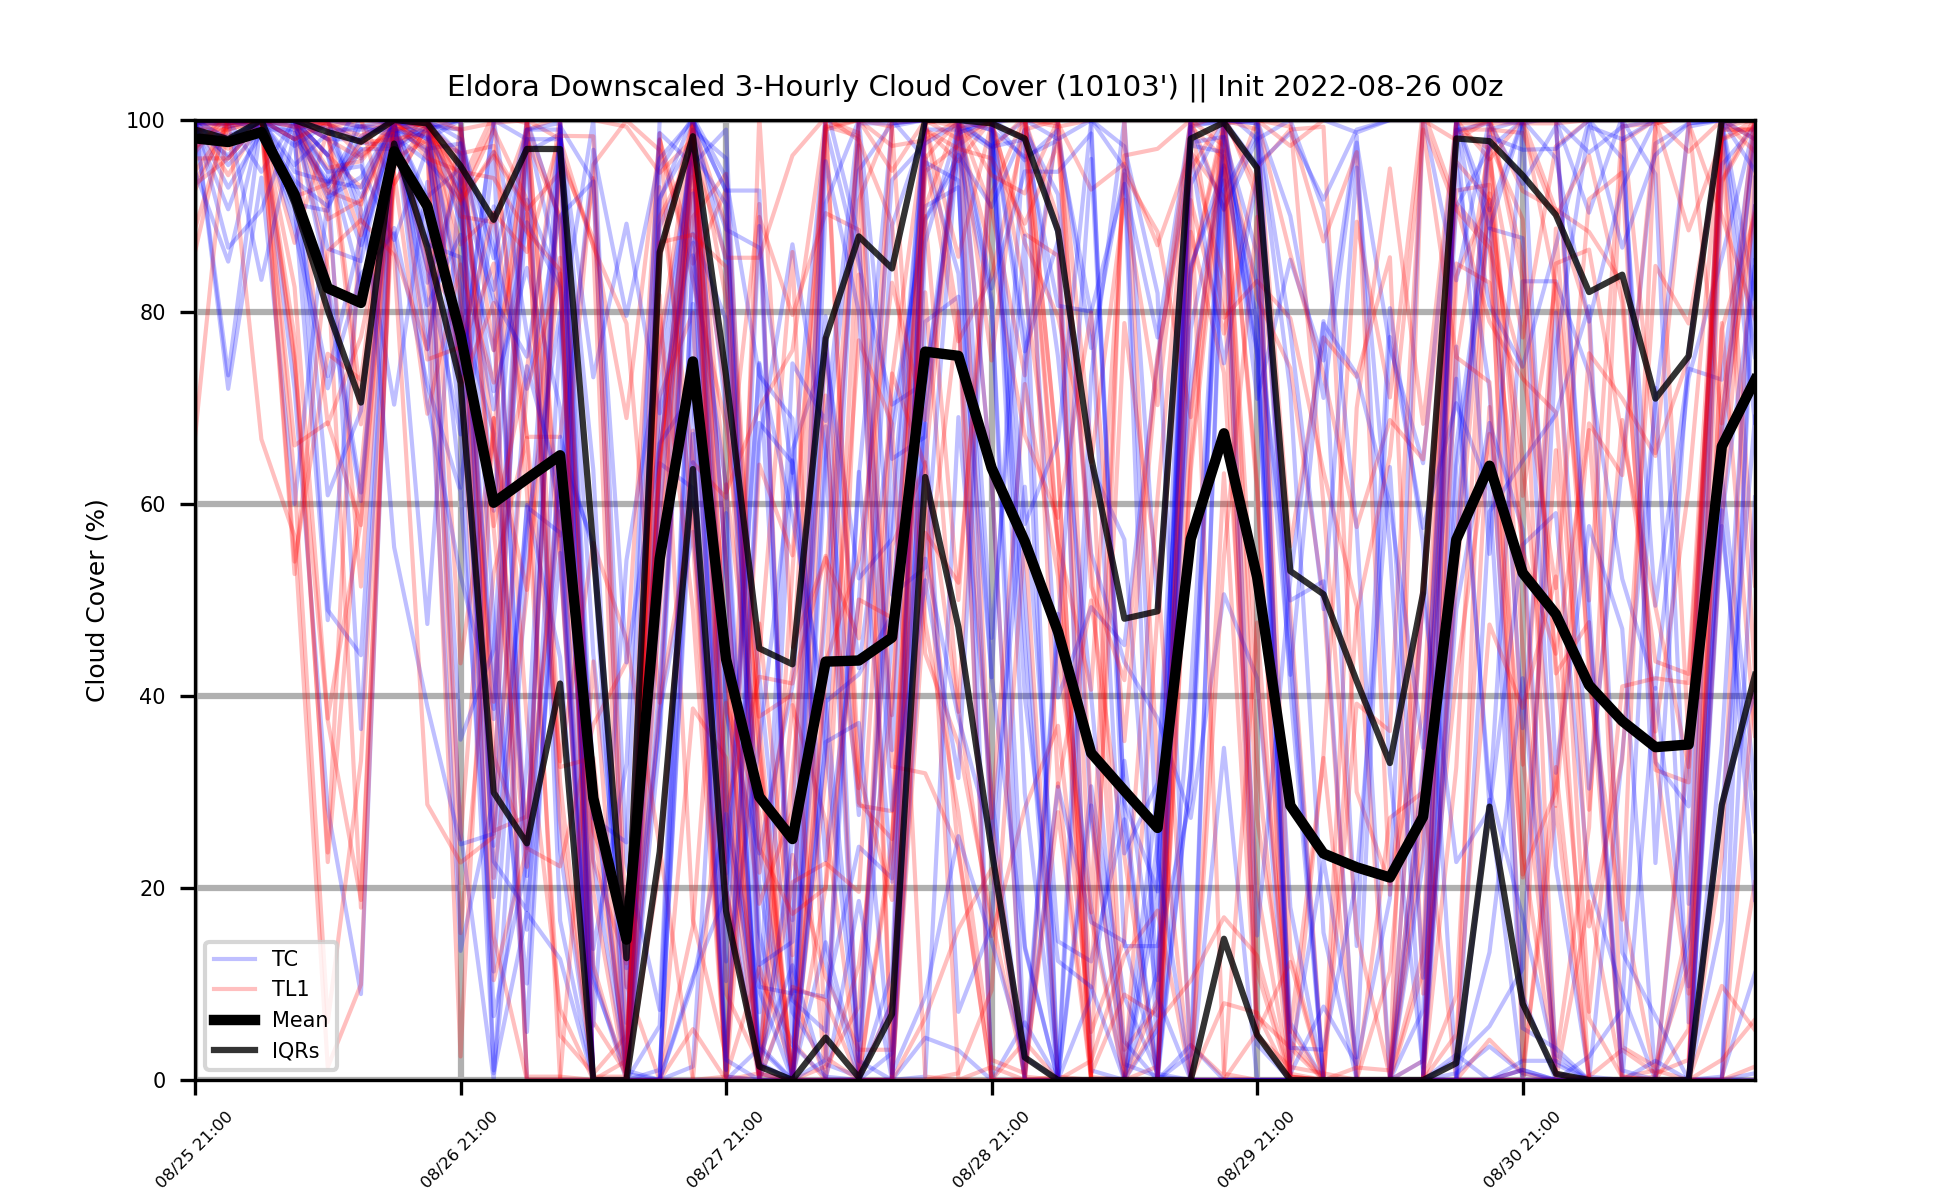 Eldora Downscaled 3-Hourly Cloud Cover (10103') || Init 2022-08-26 00z
Cloud Cover (%)
100
80
60
40
20
0
TC
TL1
Mean
IQRs
08/25 21:00
08/26 21:00
08/27 21:00
08/28 21:00
08/29 21:00
08/30 21:00